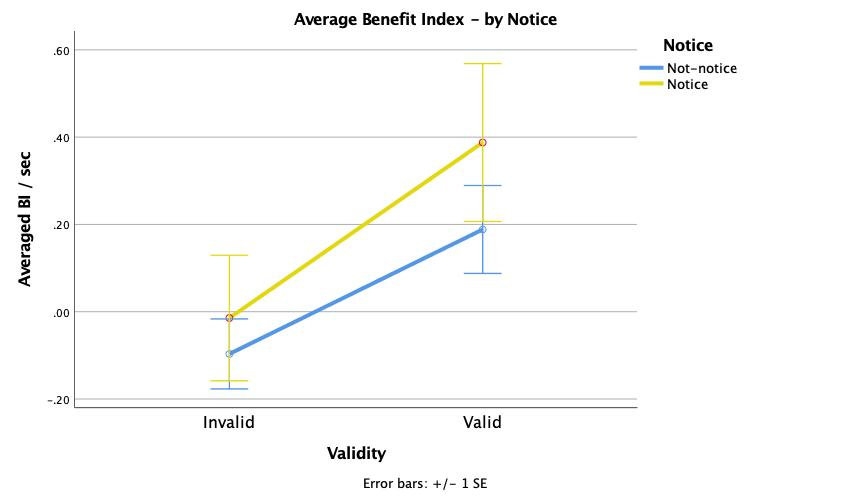 Average Benefit Index – by Notice
Notice
Not–notice
Notice
.60
.40
.20
.00
–.20
Averaged BI / sec
Invalid
Valid
Validity
Error bars: +/– 1 SE